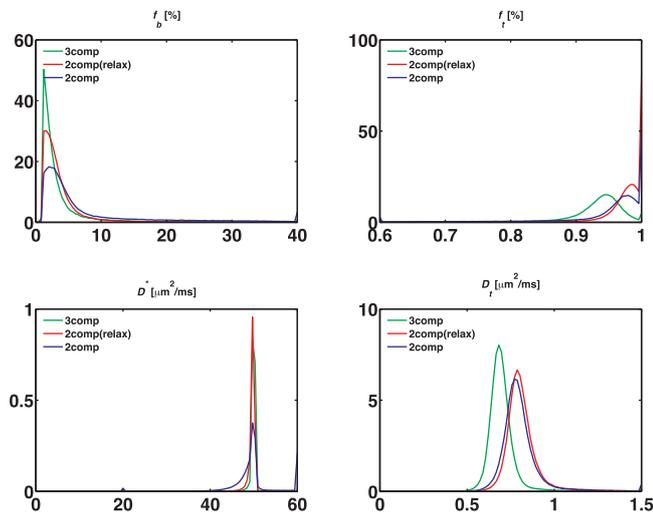 f_b [%]
60
40
20
0
0 10 20 30 40
3comp
2comp(relax)
2comp
f_t [%]
100
50
0
0.6 0.7 0.8 0.9 1
3comp
2comp(relax)
2comp
D* [μm²/ms]
1
0.5
0
0 20 40 60
3comp
2comp(relax)
2comp
D_t [μm²/ms]
10
5
0
0 0.5 1 1.5
3comp
2comp(relax)
2comp